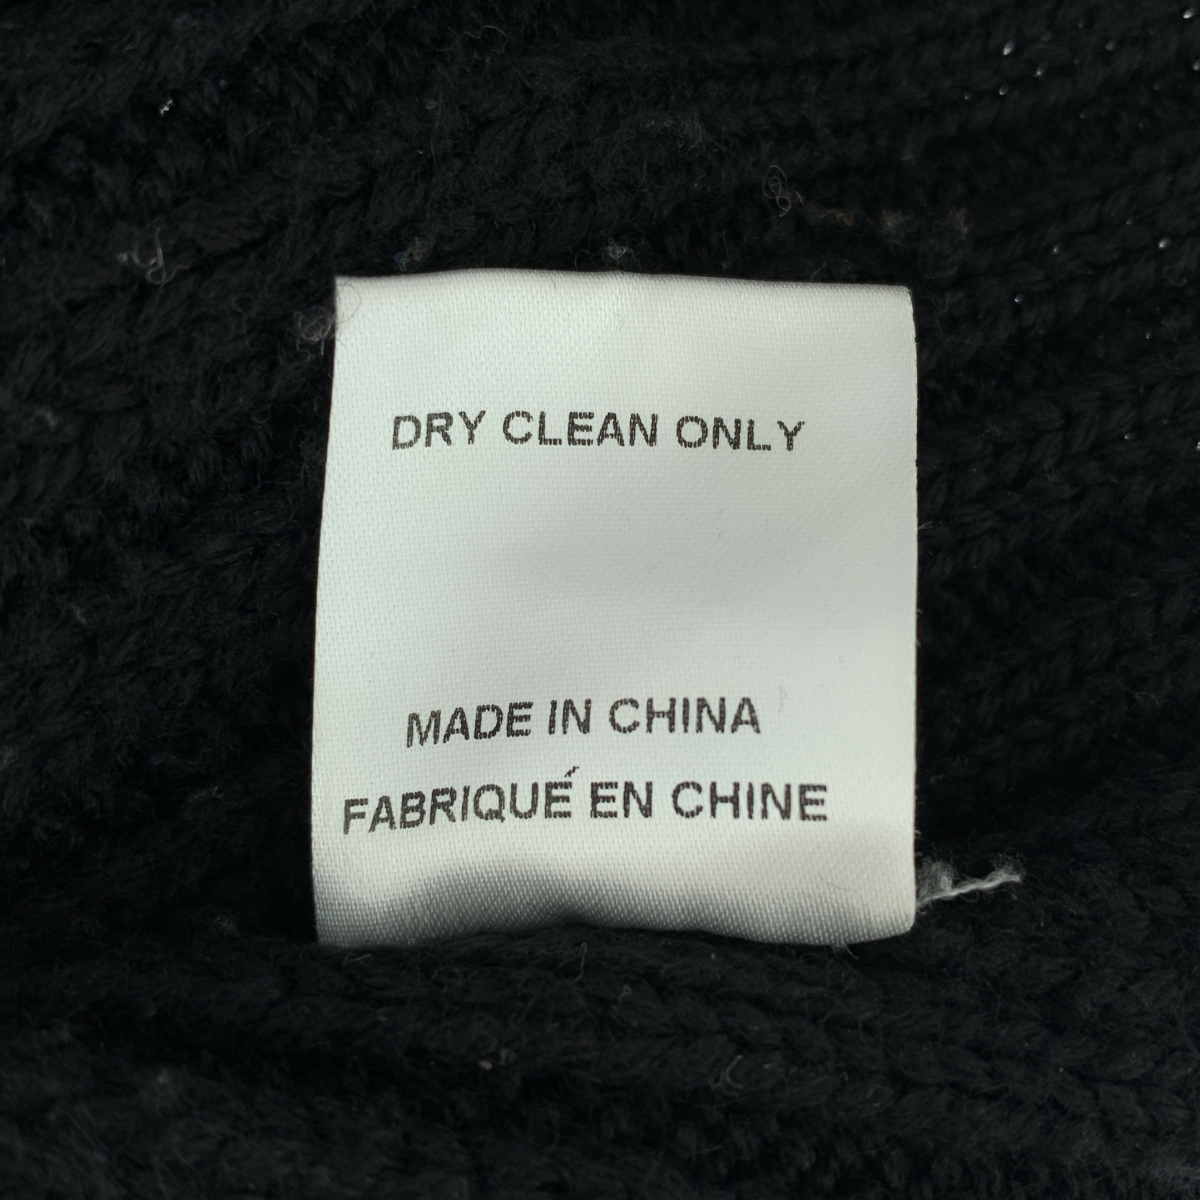 DRY CLEAN ONLY
MADE IN CHINA
FABRIQUÉ EN CHINE